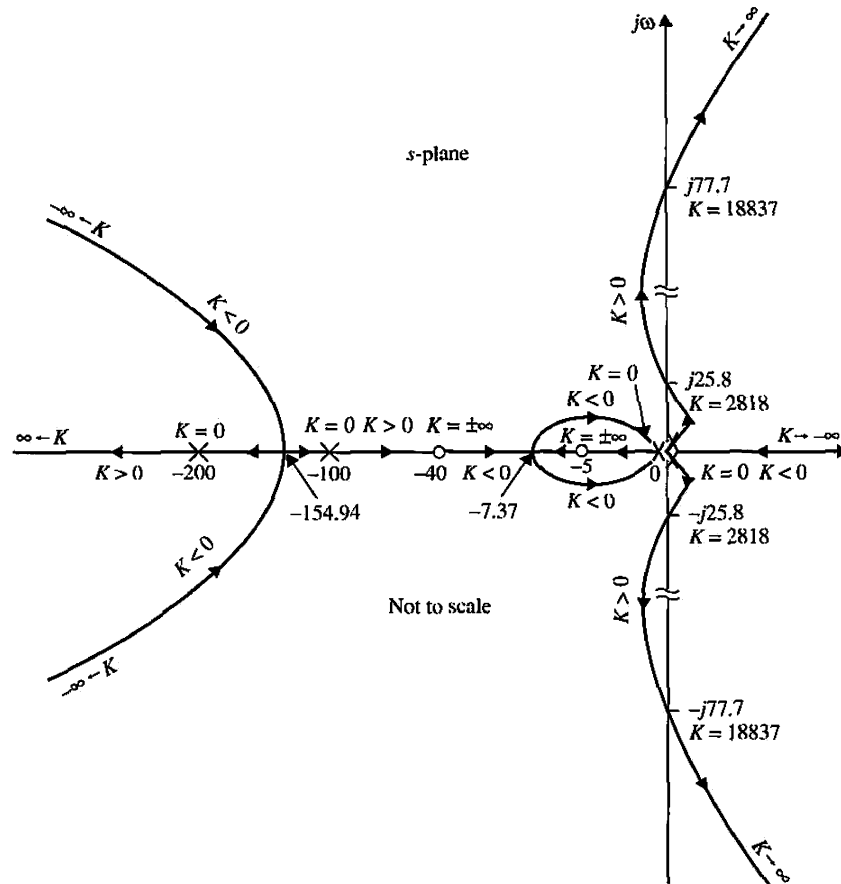 jω
K→∞
s-plane
j77.7
K = 18837
−∞←K
K<0
K>0
K = 0
j25.8
K = 2818
K<0
K = 0
K = 0 K > 0 K = ±∞
K = ±∞
∞←K
K→−∞
K > 0
−200
−100
−40
K < 0
−5
0
K = 0 K < 0
K < 0
−154.94
−7.37
−j25.8
K = 2818
K<0
K>0
Not to scale
−∞←K
−j77.7
K = 18837
K→∞